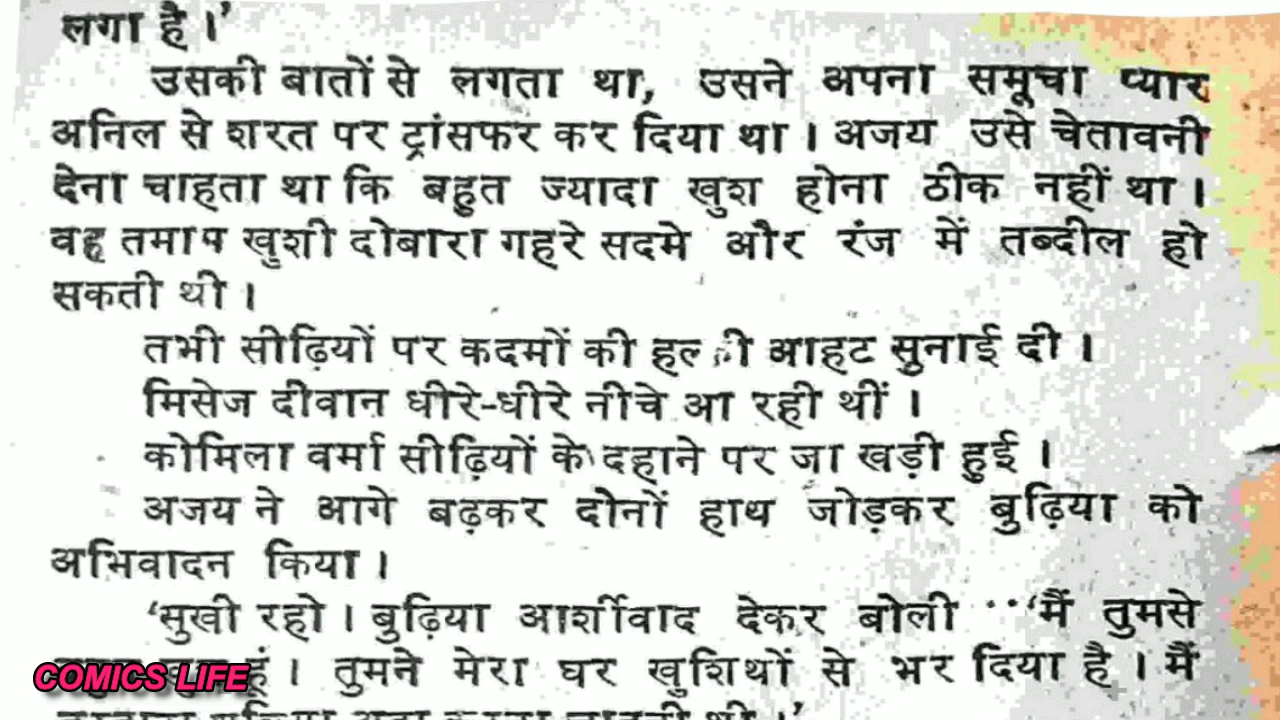 लगा है ।’
उसकी बातों से लगता था, उसने अपना समूचा प्यार
अनिल से शरत पर ट्रांसफर कर दिया था । अजय उसे चेतावनी
देना चाहता था कि बहुत ज्यादा खुश होना ठीक नहीं था ।
वह तमाम खुशी दोबारा गहरे सदमे और रंज में तब्दील हो
सकती थी ।
तभी सीढ़ियों पर कदमों की हल्की आहट सुनाई दी ।
मिसेज दीवान धीरे-धीरे नीचे आ रही थीं ।
कोमिला वर्मा सीढ़ियों के दहाने पर जा खड़ी हुई ।
अजय ने आगे बढ़कर दोनों हाथ जोड़कर बुढ़िया को
अभिवादन किया ।
‘सुखी रहो । बुढ़िया आर्शीवाद देकर बोली ···‘मैं तुमसे
हूं । तुमने मेरा घर खुशिथों से भर दिया है । मैं
COMICS LIFE